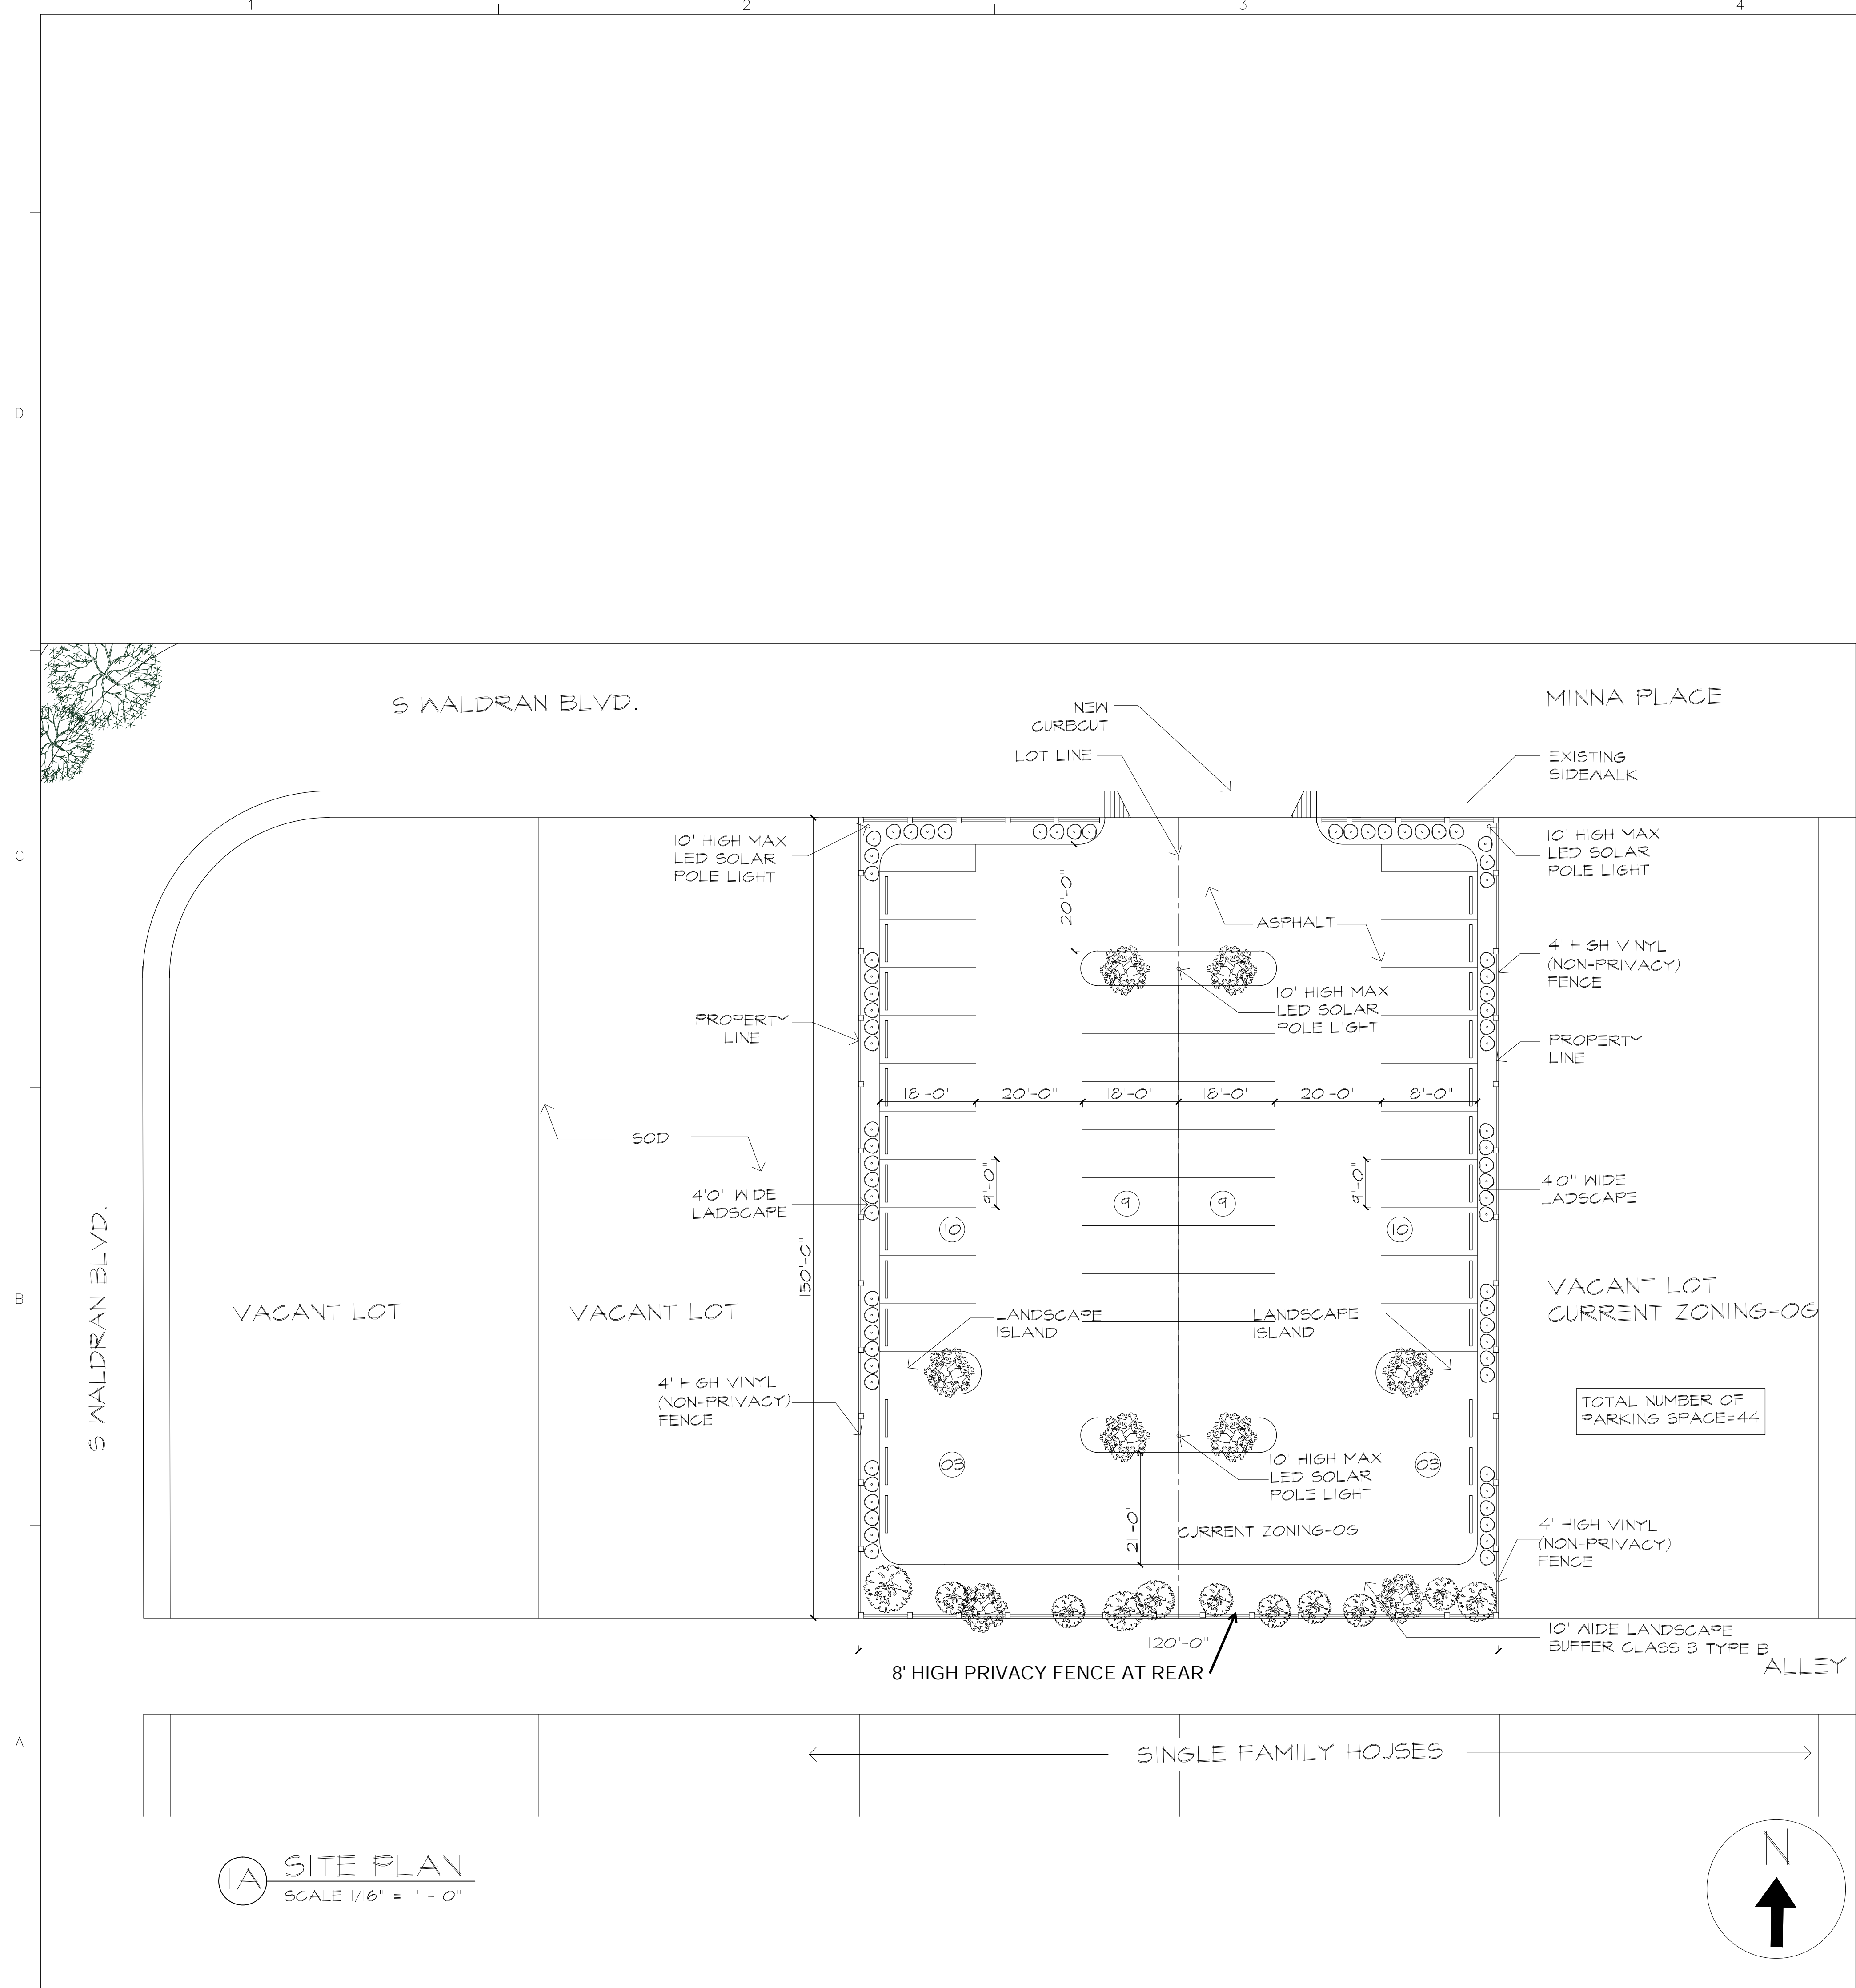 1 2 3 4
D
C
B
A
S WALDRAN BLVD.
MINNA PLACE
NEW
CURBCUT
LOT LINE
EXISTING
SIDEWALK
10' HIGH MAX
LED SOLAR
POLE LIGHT
10' HIGH MAX
LED SOLAR
POLE LIGHT
20'-0"
ASPHALT
4' HIGH VINYL
(NON-PRIVACY)
FENCE
10' HIGH MAX
LED SOLAR
POLE LIGHT
PROPERTY
LINE
PROPERTY
LINE
18'-0" 20'-0" 18'-0" 18'-0" 20'-0" 18'-0"
SOD
9'-0"
9'-0"
4'0" WIDE
LADSCAPE
4'0" WIDE
LADSCAPE
9 9
10
10
150'-0"
S WALDRAN BLVD.
VACANT LOT
VACANT LOT
VACANT LOT
CURRENT ZONING-OG
LANDSCAPE
ISLAND
LANDSCAPE
ISLAND
4' HIGH VINYL
(NON-PRIVACY)
FENCE
TOTAL NUMBER OF
PARKING SPACE=44
03
03
10' HIGH MAX
LED SOLAR
POLE LIGHT
21'-0"
CURRENT ZONING-OG
4' HIGH VINYL
(NON-PRIVACY)
FENCE
10' WIDE LANDSCAPE
BUFFER CLASS 3 TYPE B
120'-0"
8' HIGH PRIVACY FENCE AT REAR
ALLEY
SINGLE FAMILY HOUSES
1A
SITE PLAN
SCALE 1/16" = 1' - 0"
N